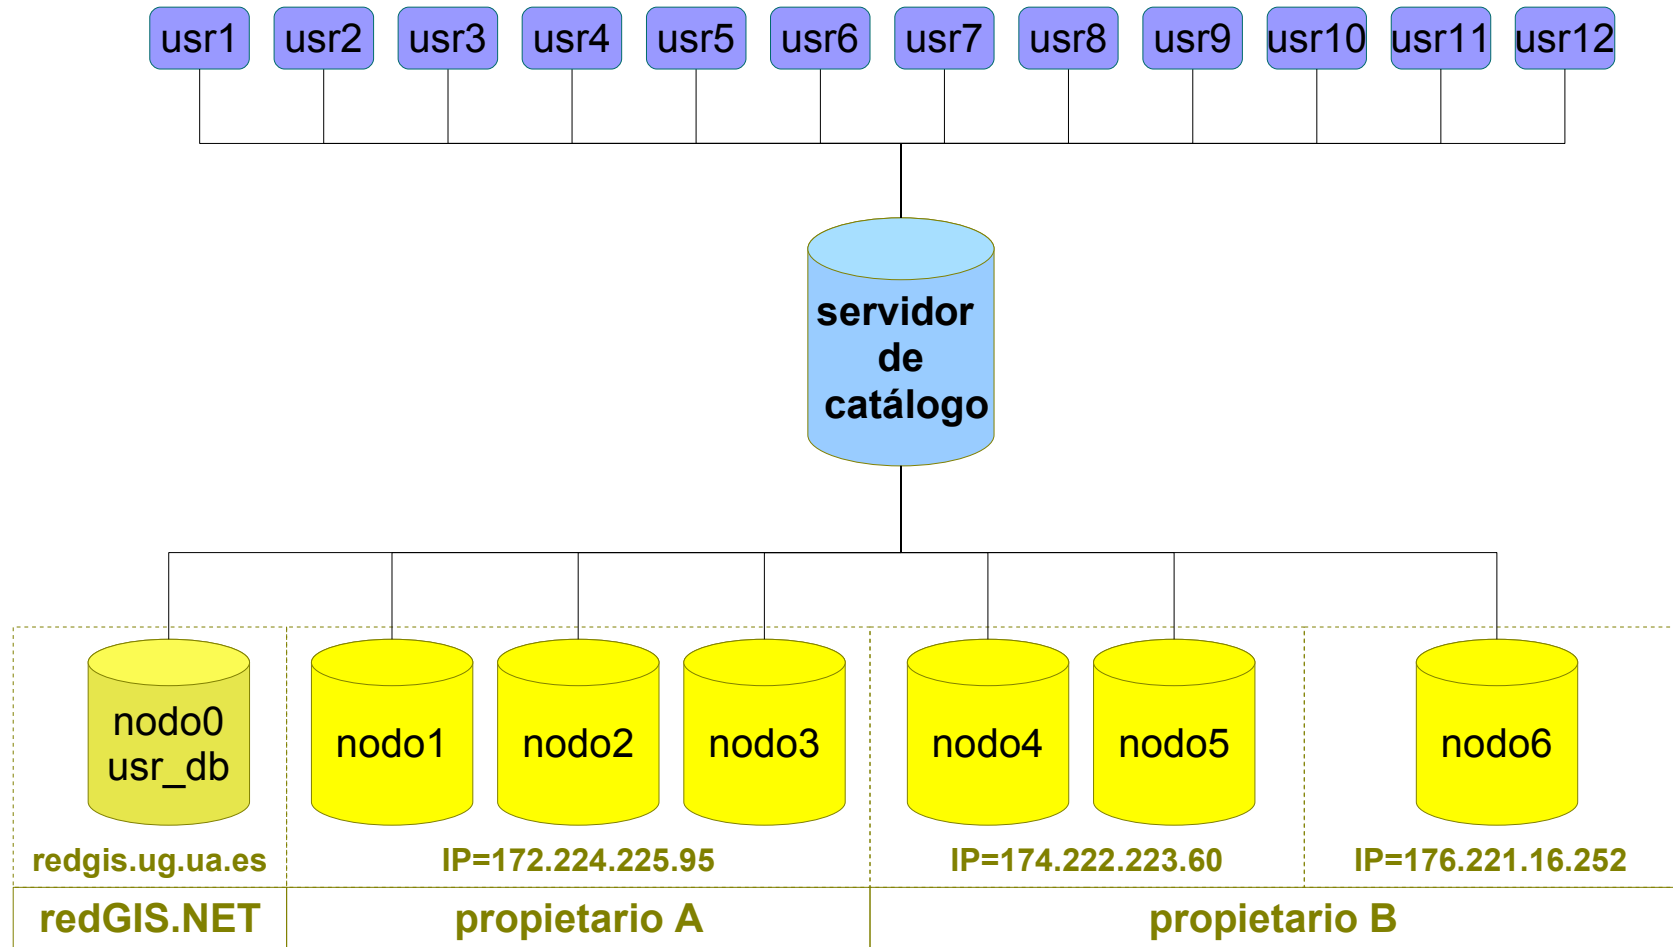 usr1 usr2 usr3 usr4 usr5 usr6 usr7 usr8 usr9 usr10 usr11 usr12
servidor
de
catálogo
nodo0
usr_db
nodo1
nodo2
nodo3
nodo4
nodo5
nodo6
redgis.ug.ua.es
IP=172.224.225.95
IP=174.222.223.60
IP=176.221.16.252
redGIS.NET
propietario A
propietario B